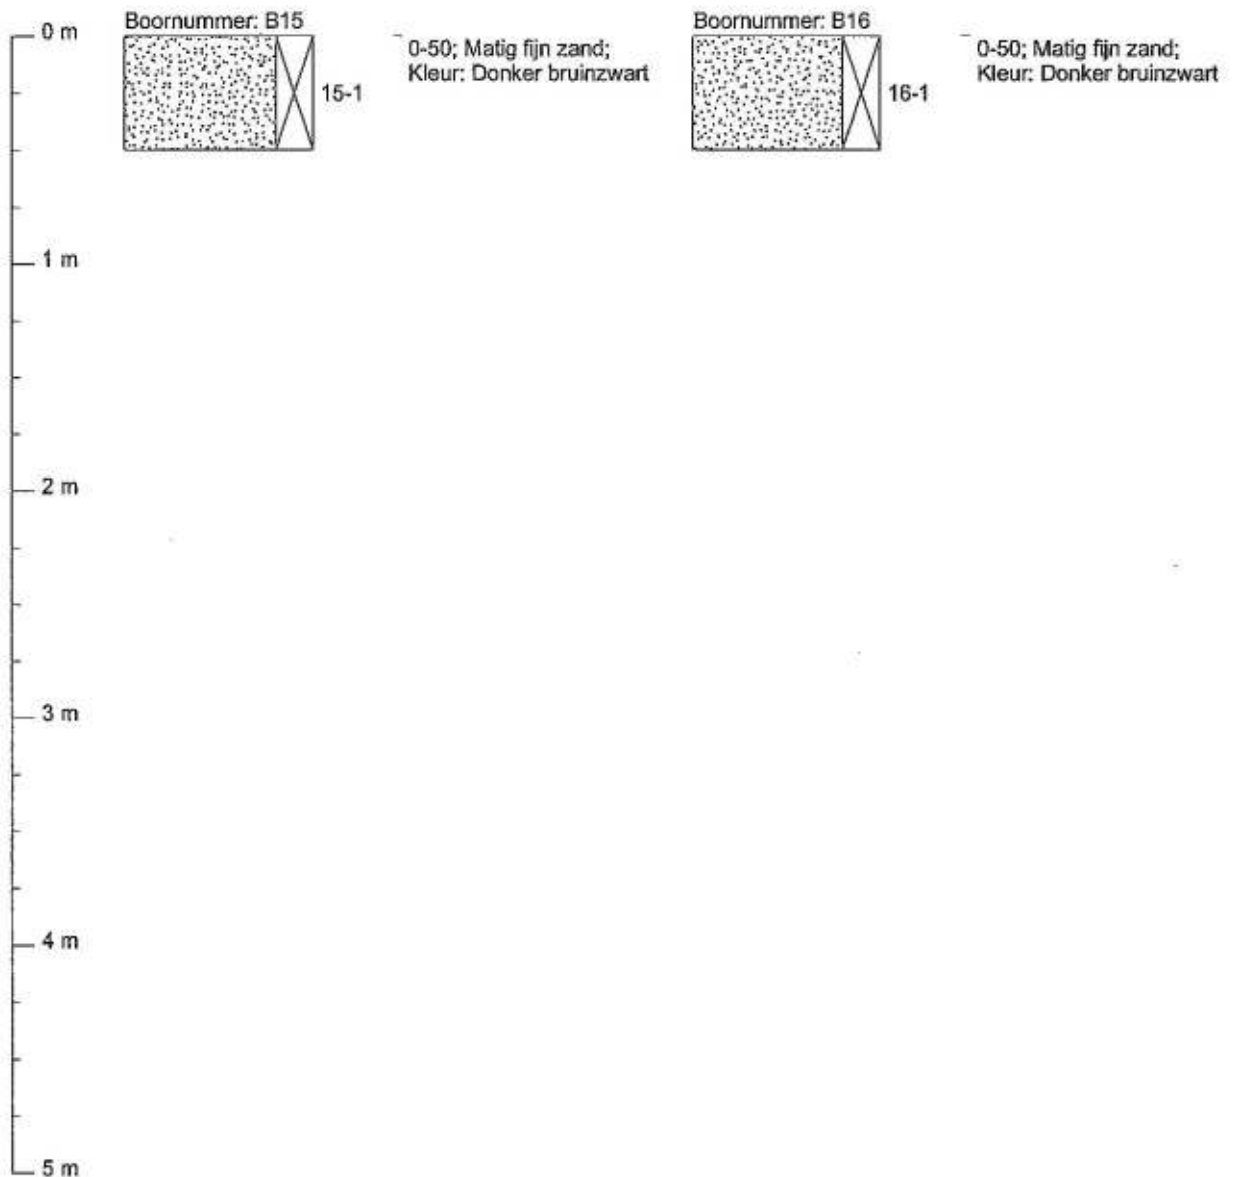 0 m
Boornummer: B15
0-50; Matig fijn zand;
Kleur: Donker bruinzwart
15-1
Boornummer: B16
0-50; Matig fijn zand;
Kleur: Donker bruinzwart
16-1
1 m
2 m
3 m
4 m
5 m